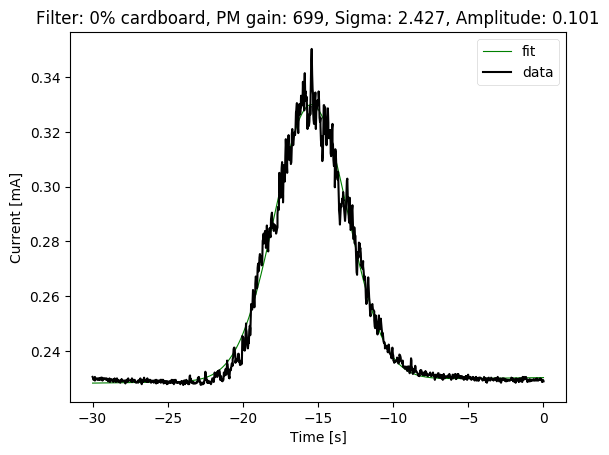 Filter: 0% cardboard, PM gain: 699, Sigma: 2.427, Amplitude: 0.101
fit
data
0.34
0.32
0.30
0.28
0.26
0.24
Current [mA]
−30
−25
−20
−15
−10
−5
0
Time [s]